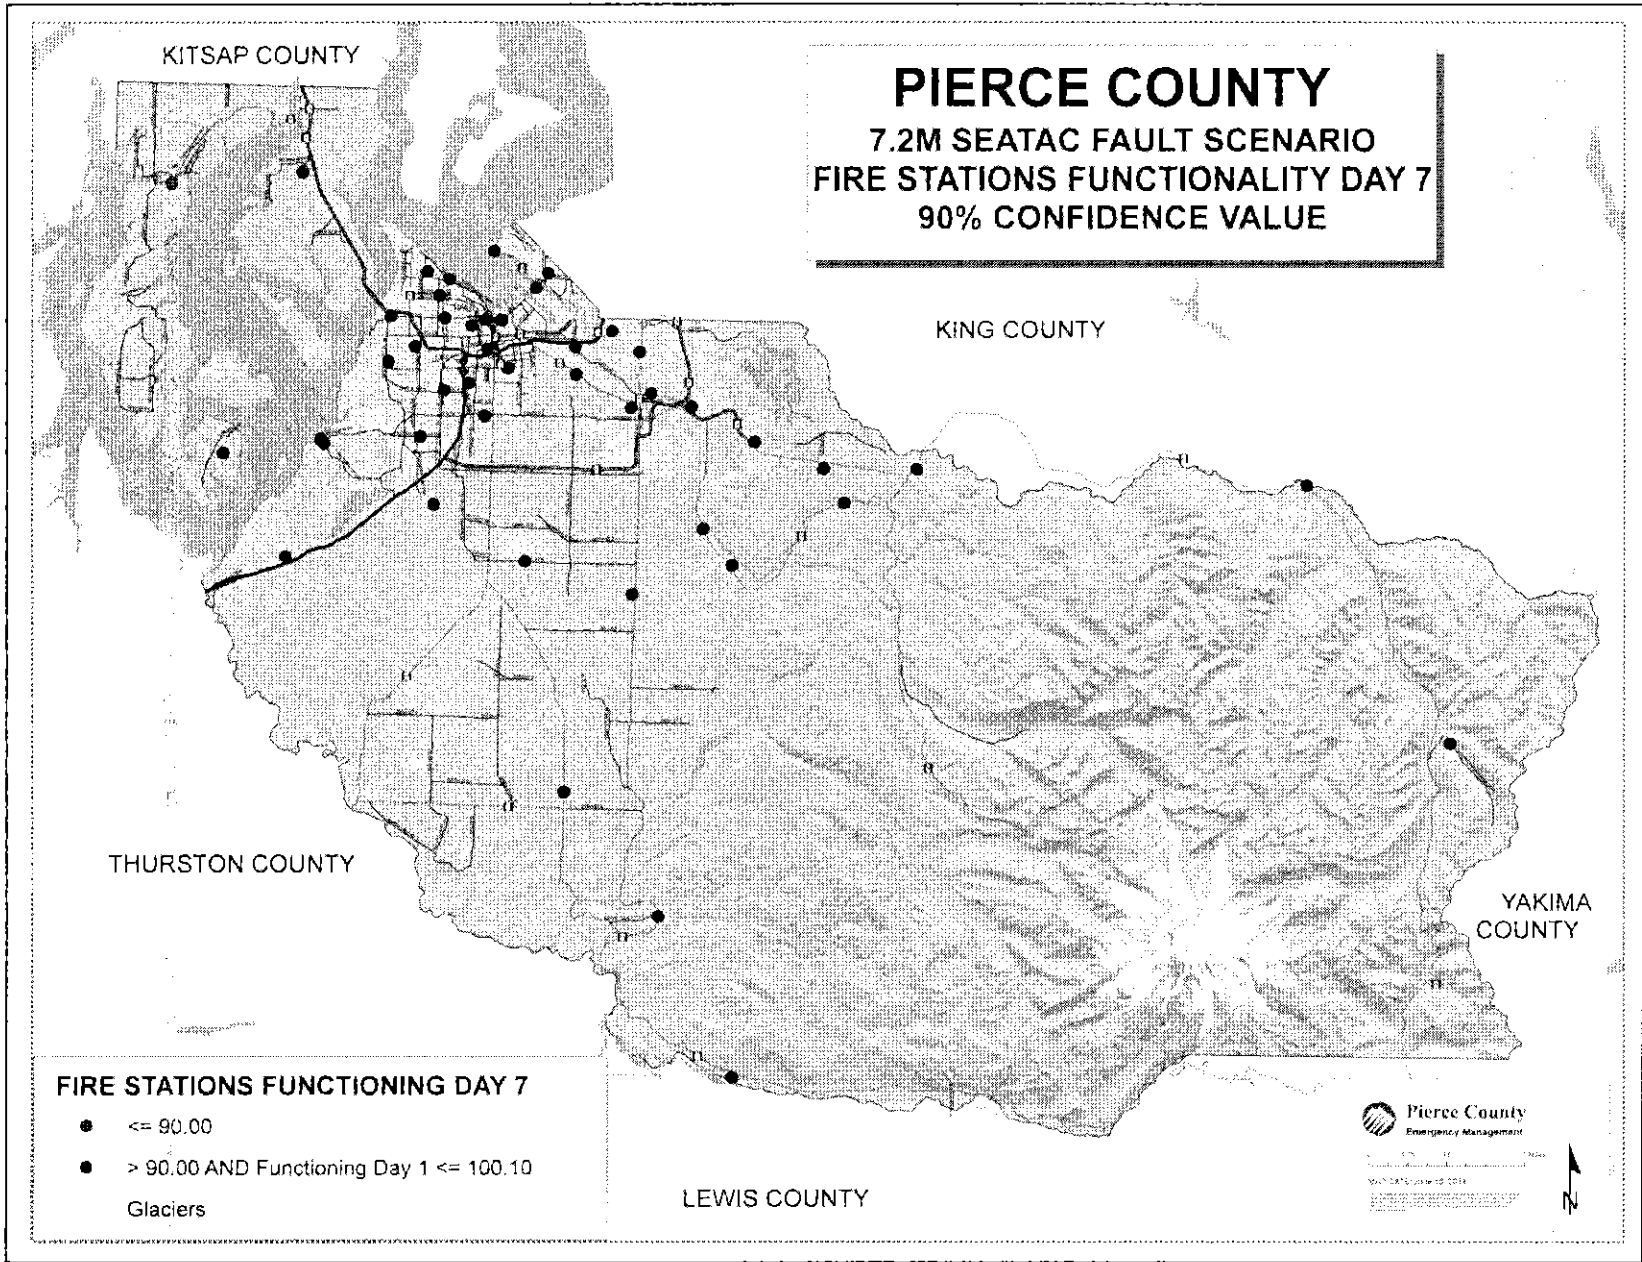 KITSAP COUNTY
PIERCE COUNTY
7.2M SEATAC FAULT SCENARIO
FIRE STATIONS FUNCTIONALITY DAY 7
90% CONFIDENCE VALUE
KING COUNTY
THURSTON COUNTY
YAKIMA
COUNTY
FIRE STATIONS FUNCTIONING DAY 7
<= 90.00
> 90.00 AND Functioning Day 1 <= 100.10
Glaciers
LEWIS COUNTY
Pierce County
Emergency Management
N